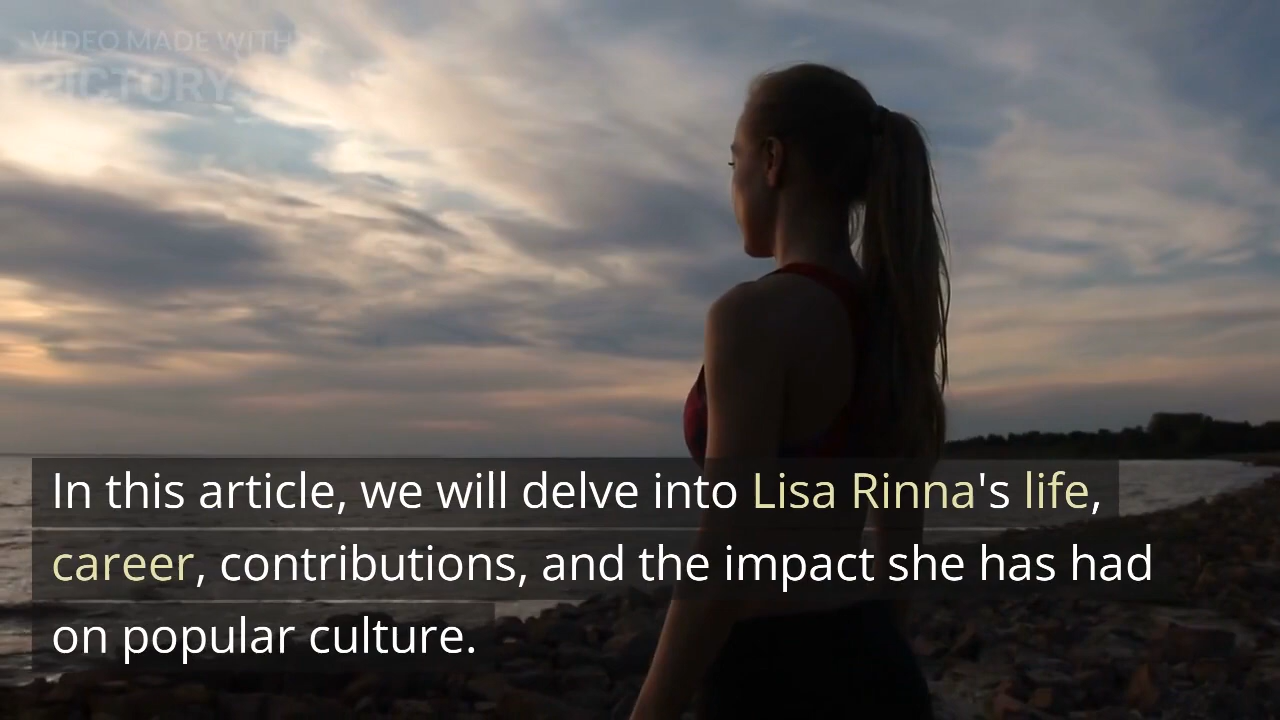 VIDEO MADE WITH
PICTORY
In this article, we will delve into Lisa Rinna's life,
career, contributions, and the impact she has had
on popular culture.